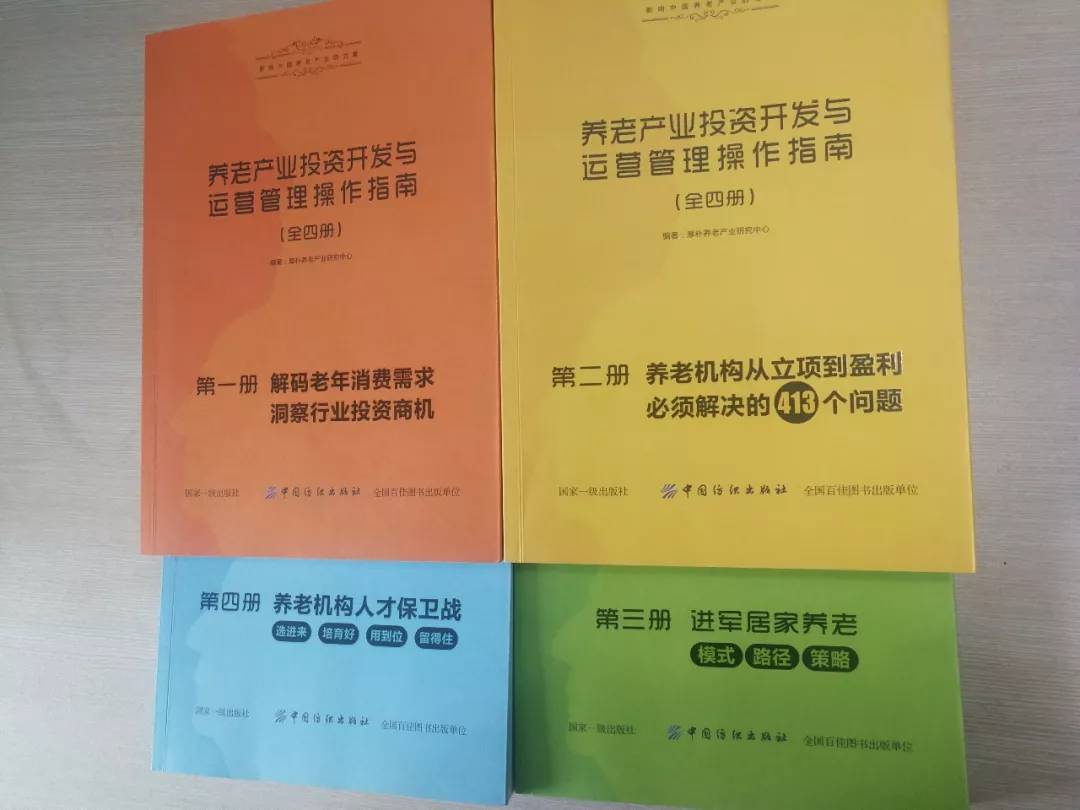 影响中国养老产业的力量
养老产业投资开发与
运营管理操作指南
(全四册)
编著:厚朴养老产业研究中心
第一册 解码老年消费需求
洞察行业投资商机
国家一级出版社 中国纺织出版社 全国百佳图书出版单位
养老产业投资开发与
运营管理操作指南
(全四册)
编著:厚朴养老产业研究中心
第二册 养老机构从立项到盈利
必须解决的413个问题
国家一级出版社 中国纺织出版社 全国百佳图书出版单位
第四册 养老机构人才保卫战
选进来 培育好 用到位 留得住
国家一级出版社 中国纺织出版社 全国百佳图书出版单位
第三册 进军居家养老
模式 路径 策略
国家一级出版社 中国纺织出版社 全国百佳图书出版单位